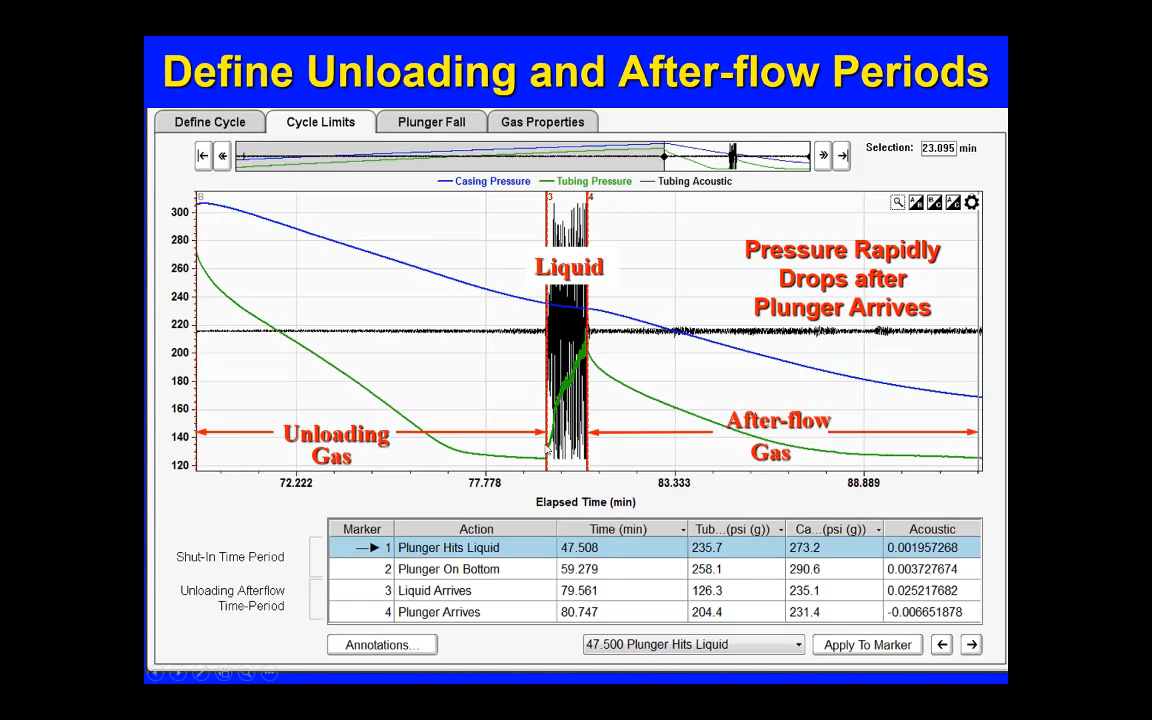 Define Unloading and After-flow Periods
Define Cycle Cycle Limits Plunger Fall Gas Properties
Selection: 23.095 min
Casing Pressure Tubing Pressure Tubing Acoustic
B 3 4
300
280
260
240
220
200
180
160
140
120
Liquid
Pressure Rapidly
Drops after
Plunger Arrives
Unloading
Gas
After-flow
Gas
72.222 77.778 83.333 88.889
Elapsed Time (min)
Marker Action Time (min) Tub...(psi (g)) Ca...(psi (g)) Acoustic
1 Plunger Hits Liquid 47.508 235.7 273.2 0.001957268
2 Plunger On Bottom 59.279 258.1 290.6 0.003727674
3 Liquid Arrives 79.561 126.3 235.1 0.025217682
4 Plunger Arrives 80.747 204.4 231.4 -0.006651878
Shut-In Time Period
Unloading Afterflow
Time-Period
Annotations... 47.500 Plunger Hits Liquid Apply To Marker